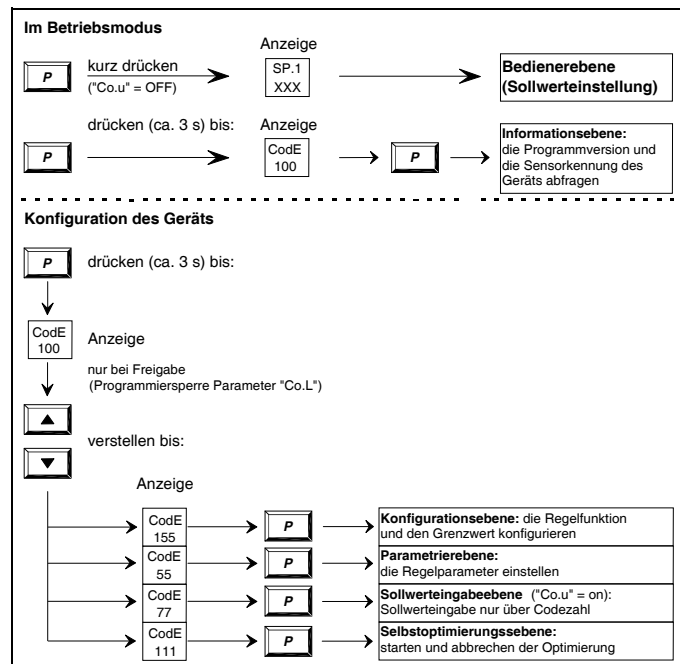 Im Betriebsmodus
Anzeige
P
kurz drücken
("Co.u" = OFF)
SP.1
XXX
Bedienerebene
(Sollwerteinstellung)
drücken (ca. 3 s) bis:
Anzeige
P
CodE
100
P
Informationsebene:
die Programmversion und
die Sensorkennung des
Geräts abfragen
Konfiguration des Geräts
P
drücken (ca. 3 s) bis:
CodE
100
Anzeige
nur bei Freigabe
(Programmiersperre Parameter "Co.L")
verstellen bis:
Anzeige
CodE
155
P
Konfigurationsebene: die Regelfunktion
und den Grenzwert konfigurieren
CodE
55
P
Parametrierebene:
die Regelparameter einstellen
CodE
77
P
Sollwerteingabeebene ("Co.u" = on):
Sollwerteingabe nur über Codezahl
CodE
111
P
Selbstoptimierungssebene:
starten und abbrechen der Optimierung